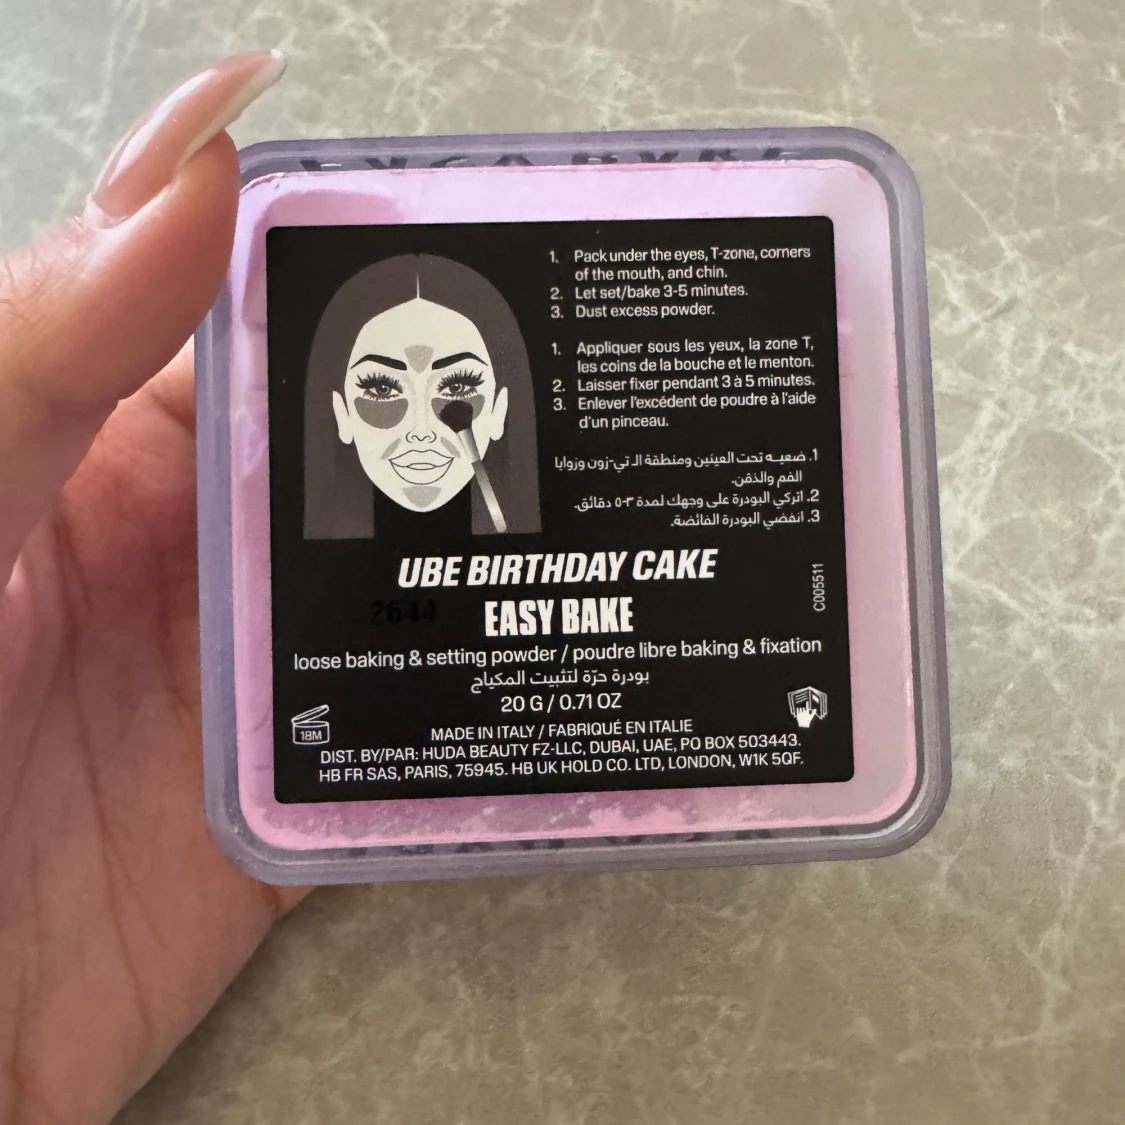 1. Pack under the eyes, T-zone, corners
of the mouth, and chin.
2. Let set/bake 3-5 minutes.
3. Dust excess powder.
1. Appliquer sous les yeux, la zone T,
les coins de la bouche et le menton.
2. Laisser fixer pendant 3 à 5 minutes.
3. Enlever l'excédent de poudre à l'aide
d'un pinceau.
1. ضعيه تحت العينين ومنطقة الـ تي-زون وزوايا
الفم والذقن.
2. اتركي البودرة على وجهك لمدة ٣-٥ دقائق.
3. انفضي البودرة الفائضة.
UBE BIRTHDAY CAKE
2644
EASY BAKE
C005511
loose baking & setting powder / poudre libre baking & fixation
بودرة حرّة لتثبيت المكياج
20 G / 0.71 OZ
18M
MADE IN ITALY / FABRIQUÉ EN ITALIE
DIST. BY/PAR: HUDA BEAUTY FZ-LLC, DUBAI, UAE, PO BOX 503443.
HB FR SAS, PARIS, 75945. HB UK HOLD CO. LTD, LONDON, W1K 5QF.